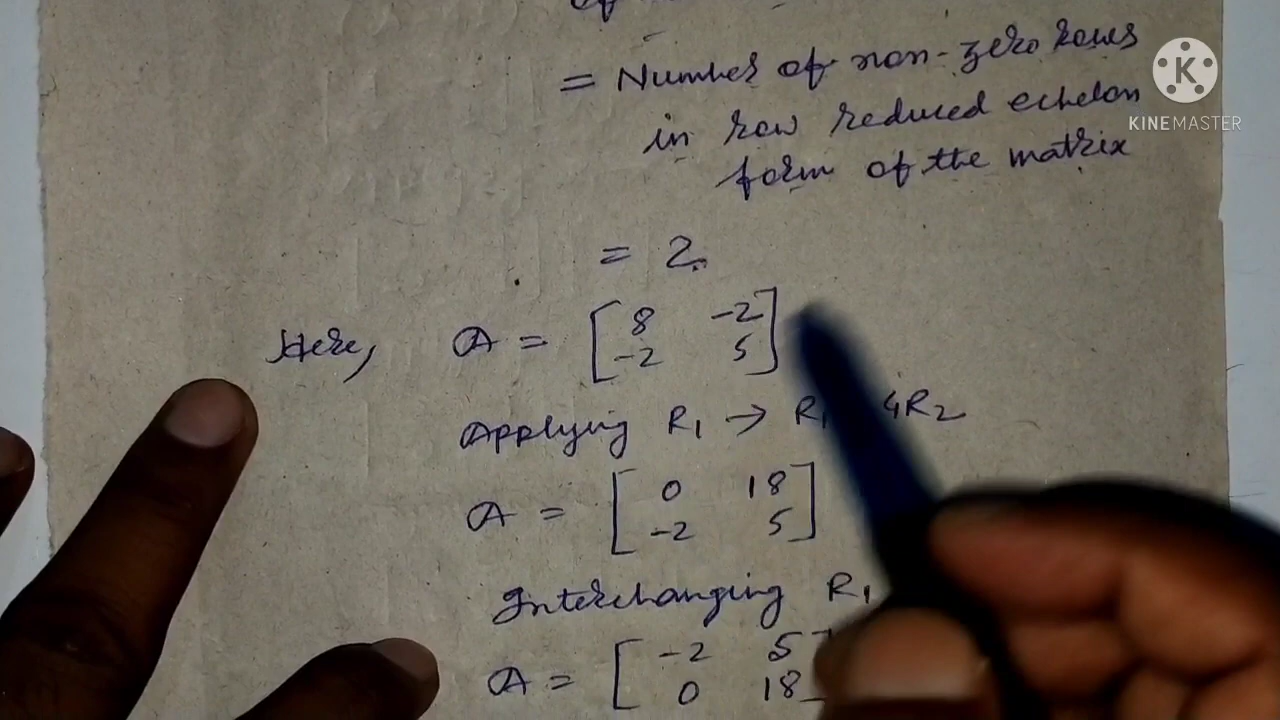 of
= Number of non-zero rows
in row reduced echelon
form of the matrix
= 2.
Here, A = [ 8 -2
-2 5 ]
Applying R1 → R1 4R2
A = [ 0 18
-2 5 ]
Interchanging R1
A = [ -2 5
0 18 ]
K
KINEMASTER